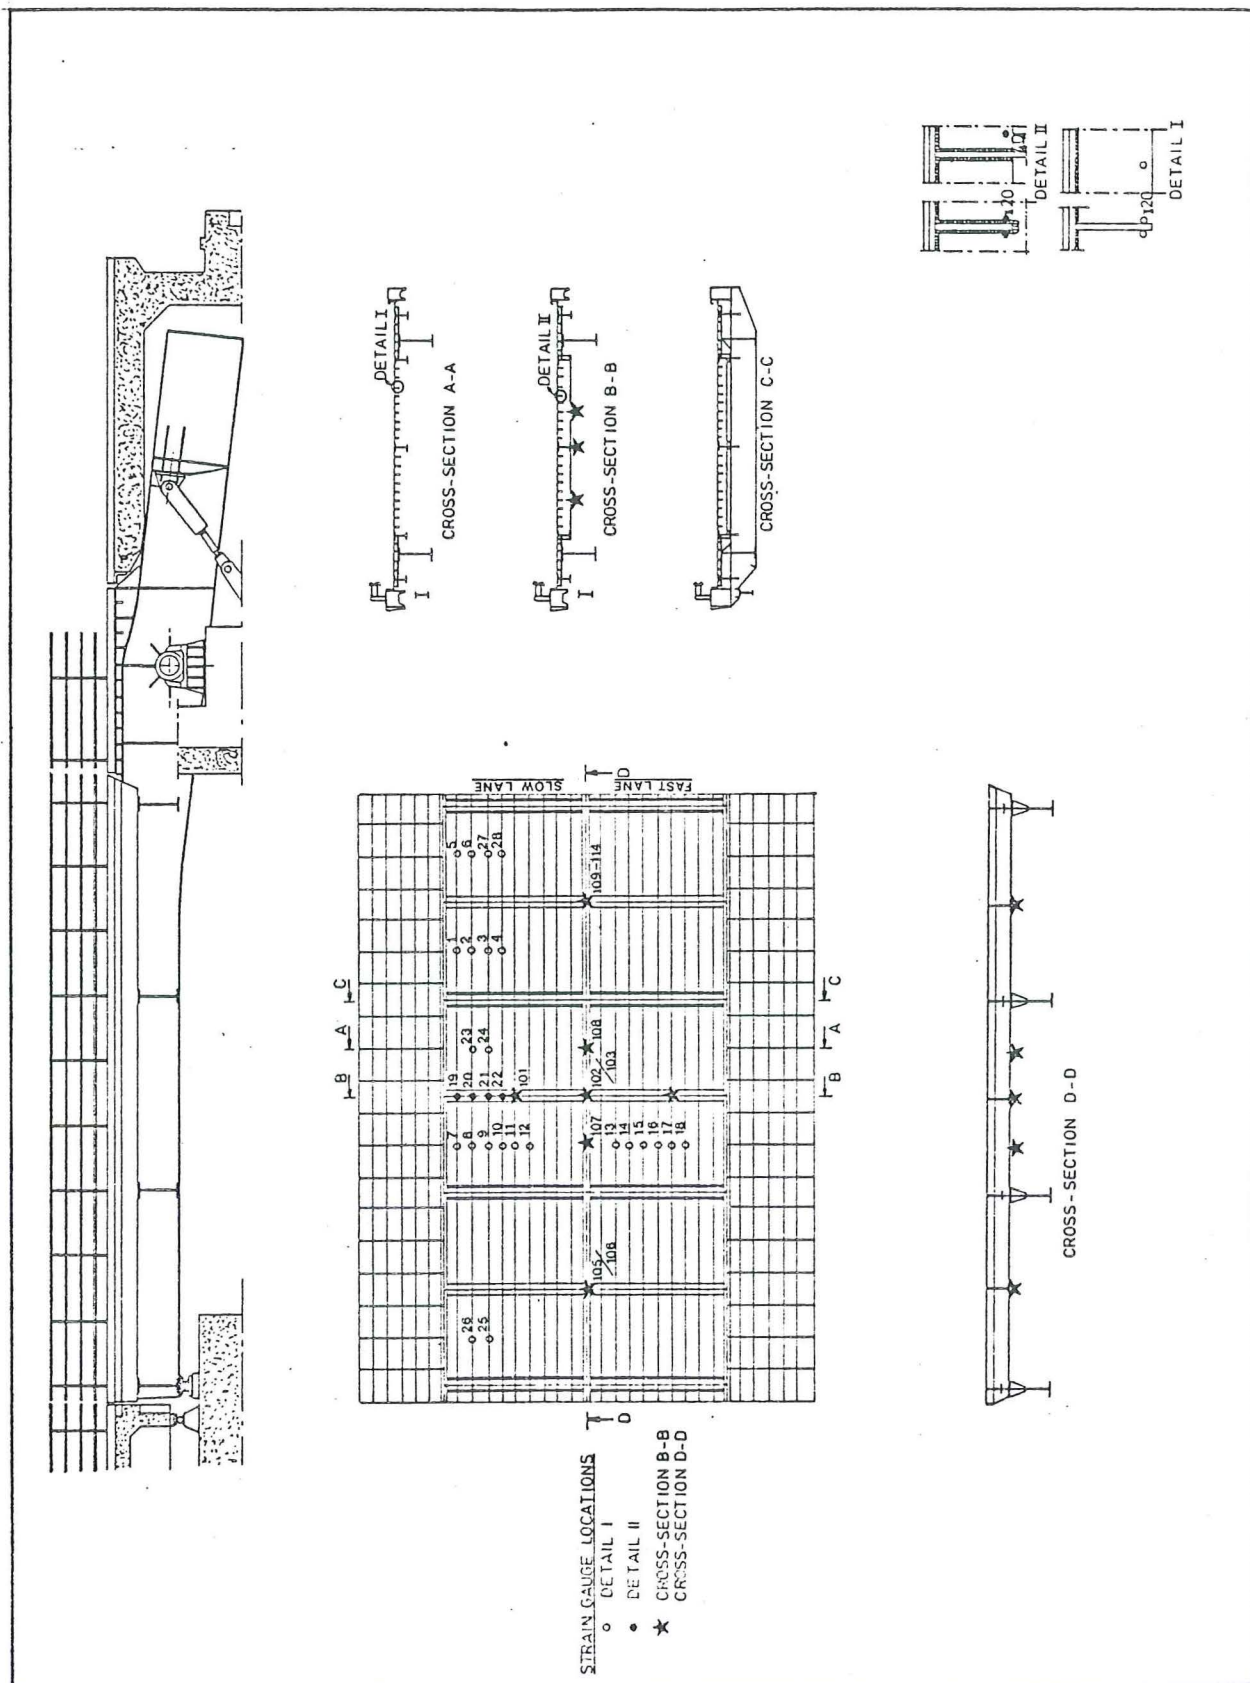 DETAIL II
120
DETAIL I
120
DETAIL I
CROSS-SECTION A-A
DETAIL II
CROSS-SECTION B-B
CROSS-SECTION C-C
SLOW LANE
FAST LANE
D
5
6
27
28
109-114
1
2
3
4
C
C
A
A
23
24
108
B
B
19
20
21
22
101
102
103
7
8
9
10
11
12
107
13
14
15
16
17
18
105
106
26
25
D
CROSS-SECTION D-D
STRAIN GAUGE LOCATIONS
DETAIL I
DETAIL II
CROSS-SECTION B-B
CROSS-SECTION D-D